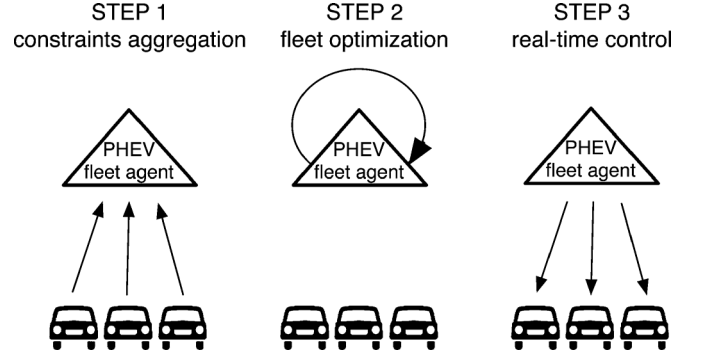 STEP 1
constraints aggregation
STEP 2
fleet optimization
STEP 3
real-time control
PHEV
fleet agent
PHEV
fleet agent
PHEV
fleet agent